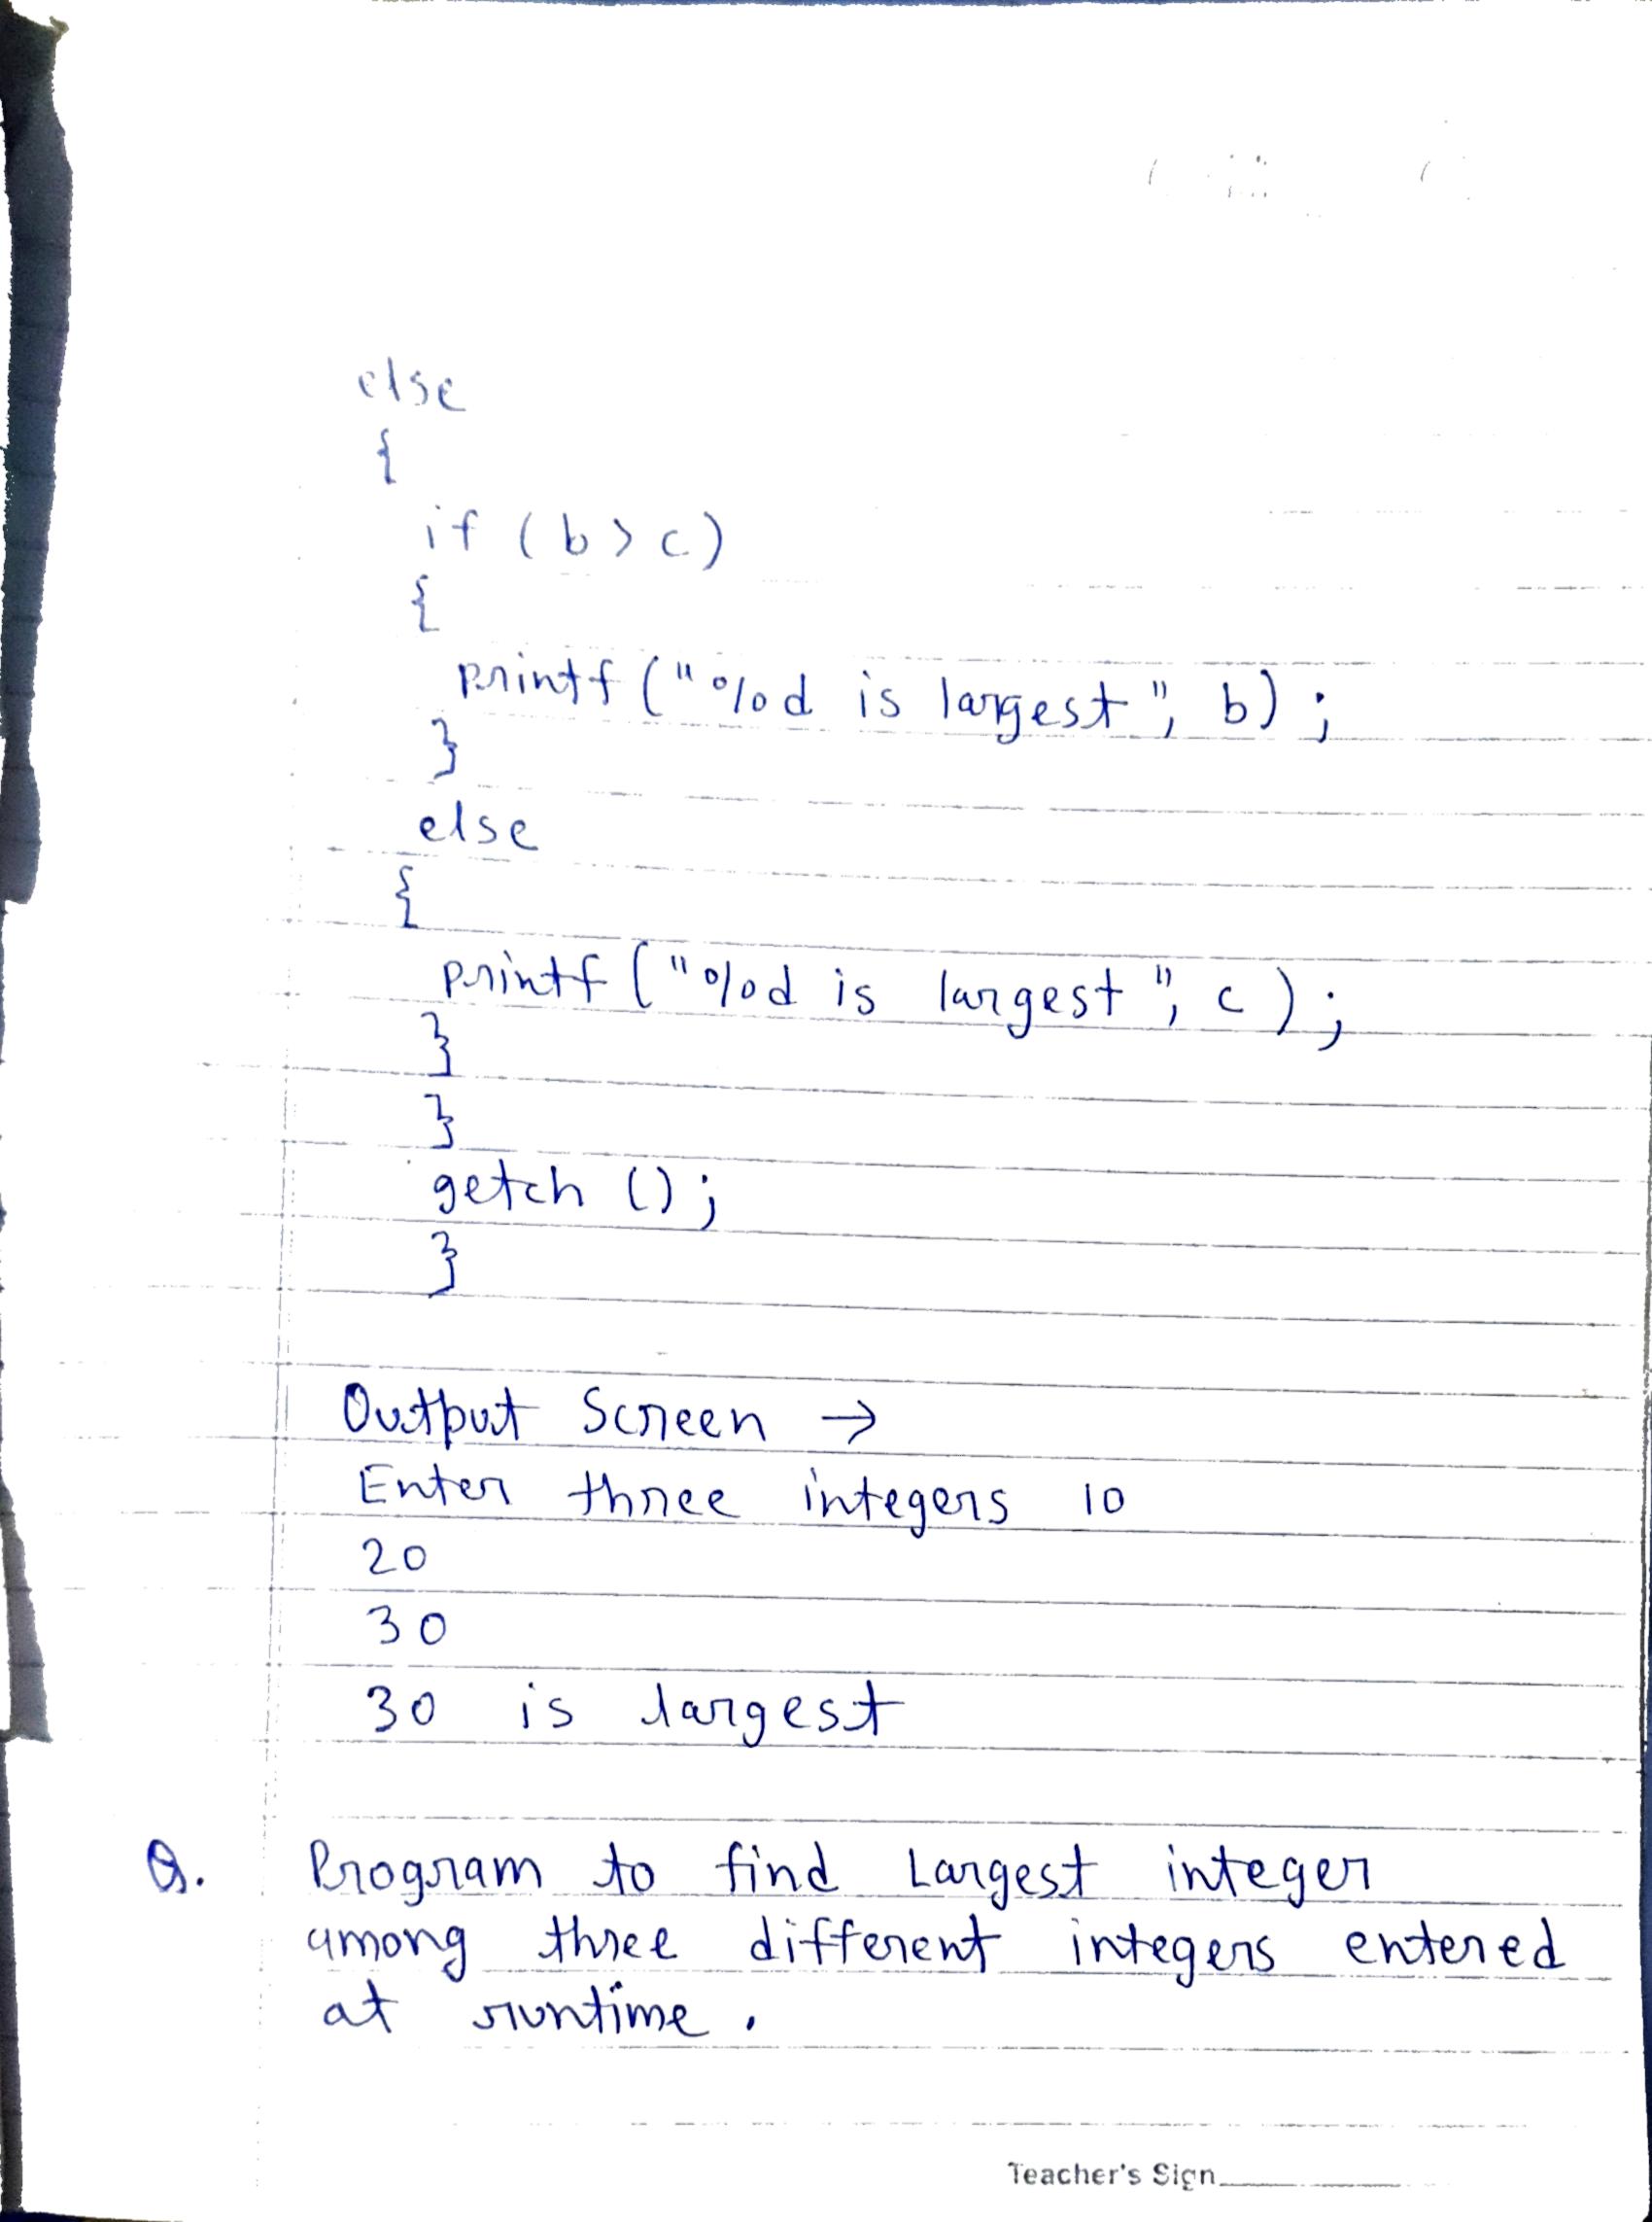 else
{
if (b > c)
{
printf ("%d is largest", b);
}
else
{
printf ("%d is largest", c);
}
}
getch ();
}
Output Screen →
Enter three integers 10
20
30
30 is largest
Q. Program to find Largest integer
among three different integers entered
at runtime.
Teacher's Sign